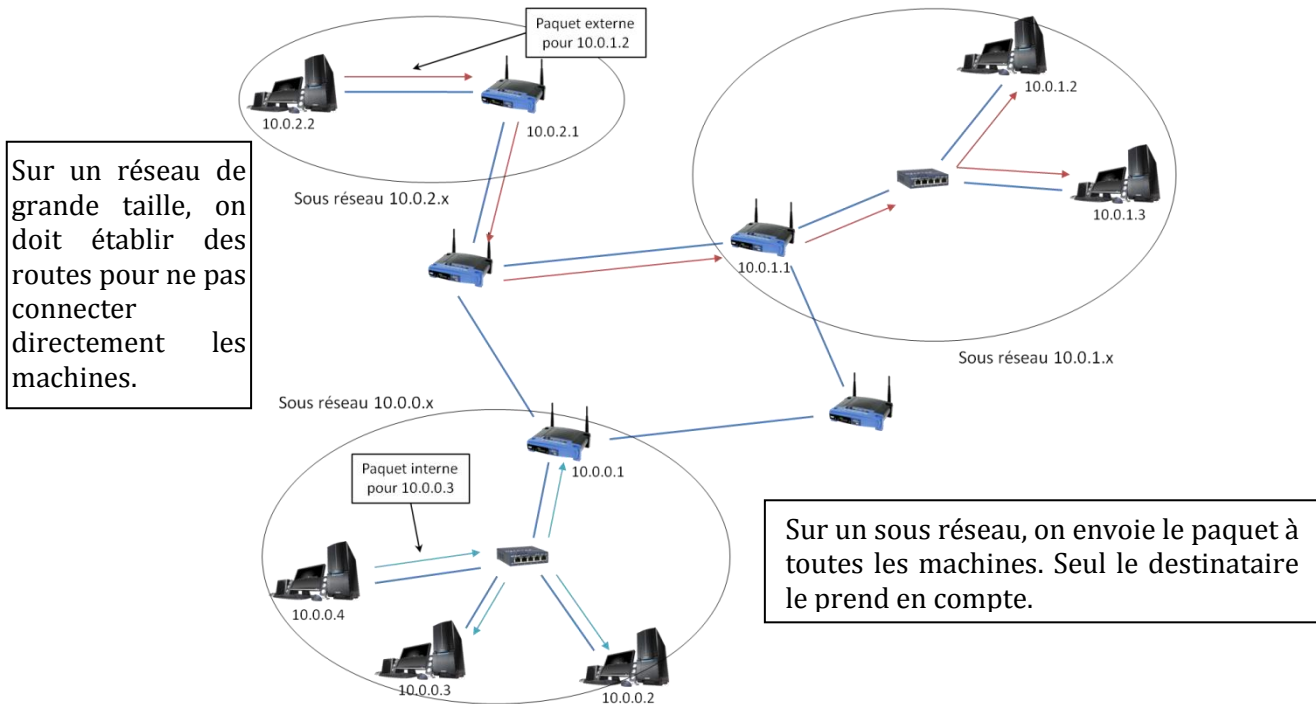 Paquet externe
pour 10.0.1.2
10.0.2.2
10.0.2.1
Sous réseau 10.0.2.x
10.0.1.2
10.0.1.3
10.0.1.1
Sous réseau 10.0.1.x
Sur un réseau de
grande taille, on
doit établir des
routes pour ne pas
connecter
directement les
machines.
Sous réseau 10.0.0.x
10.0.0.1
Paquet interne
pour 10.0.0.3
10.0.0.4
10.0.0.3
10.0.0.2
Sur un sous réseau, on envoie le paquet à
toutes les machines. Seul le destinataire
le prend en compte.